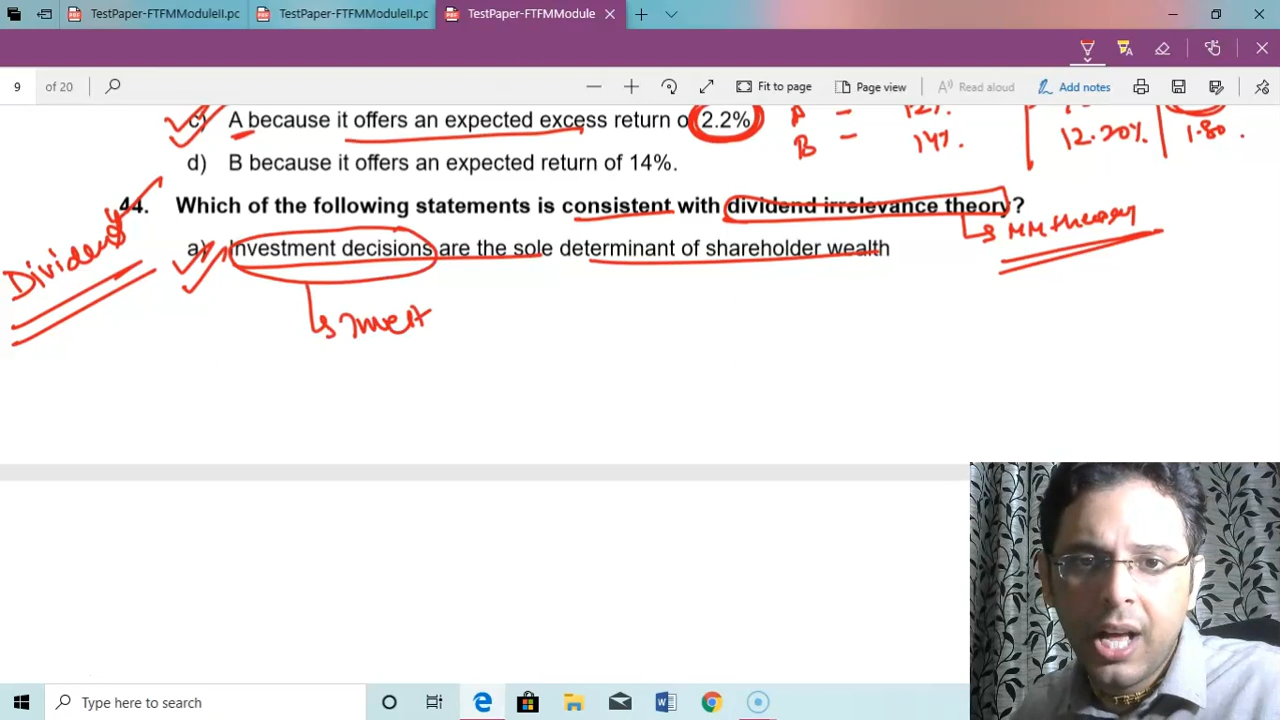 TestPaper-FTFMModuleII.pc
TestPaper-FTFMModuleII.pc
TestPaper-FTFMModule
9 of 20
Fit to page
Page view
Read aloud
Add notes
c) A because it offers an expected excess return o 2.2%
A = 12%
B = 14%. 12.20% 1.80
d) B because it offers an expected return of 14%.
44. Which of the following statements is consistent with dividend irrelevance theory?
MM theory
a) Investment decisions are the sole determinant of shareholder wealth
Dividend
Invest
Type here to search